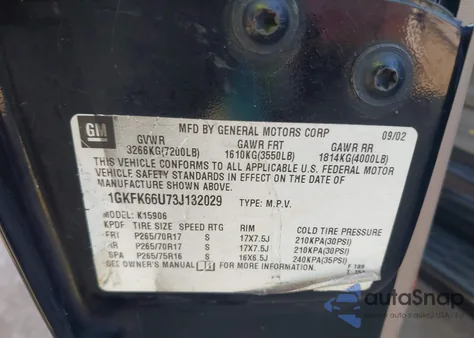 GM
MFD BY GENERAL MOTORS CORP 09/02
GVWR GAWR FRT GAWR RR
3266KG(7200LB) 1610KG(3550LB) 1814KG(4000LB)
THIS VEHICLE CONFORMS TO ALL APPLICABLE U.S. FEDERAL MOTOR
VEHICLE SAFETY STANDARDS IN EFFECT ON THE DATE OF
MANUFACTURE SHOWN ABOVE.
1GKFK66U73J132029 TYPE: M.P.V.
MODEL: K15906
KPDF TIRE SIZE SPEED RTG RIM COLD TIRE PRESSURE
FRT P265/70R17 S 17X7.5J 210KPA(30PSI)
RR P265/70R17 S 17X7.5J 210KPA(30PSI)
SPA P265/75R16 S 16X6.5J 240KPA(35PSI)
SEE OWNER'S MANUAL FOR MORE INFORMATION.
autoSnap